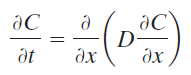 ∂C/∂t = ∂/∂x (D ∂C/∂x)